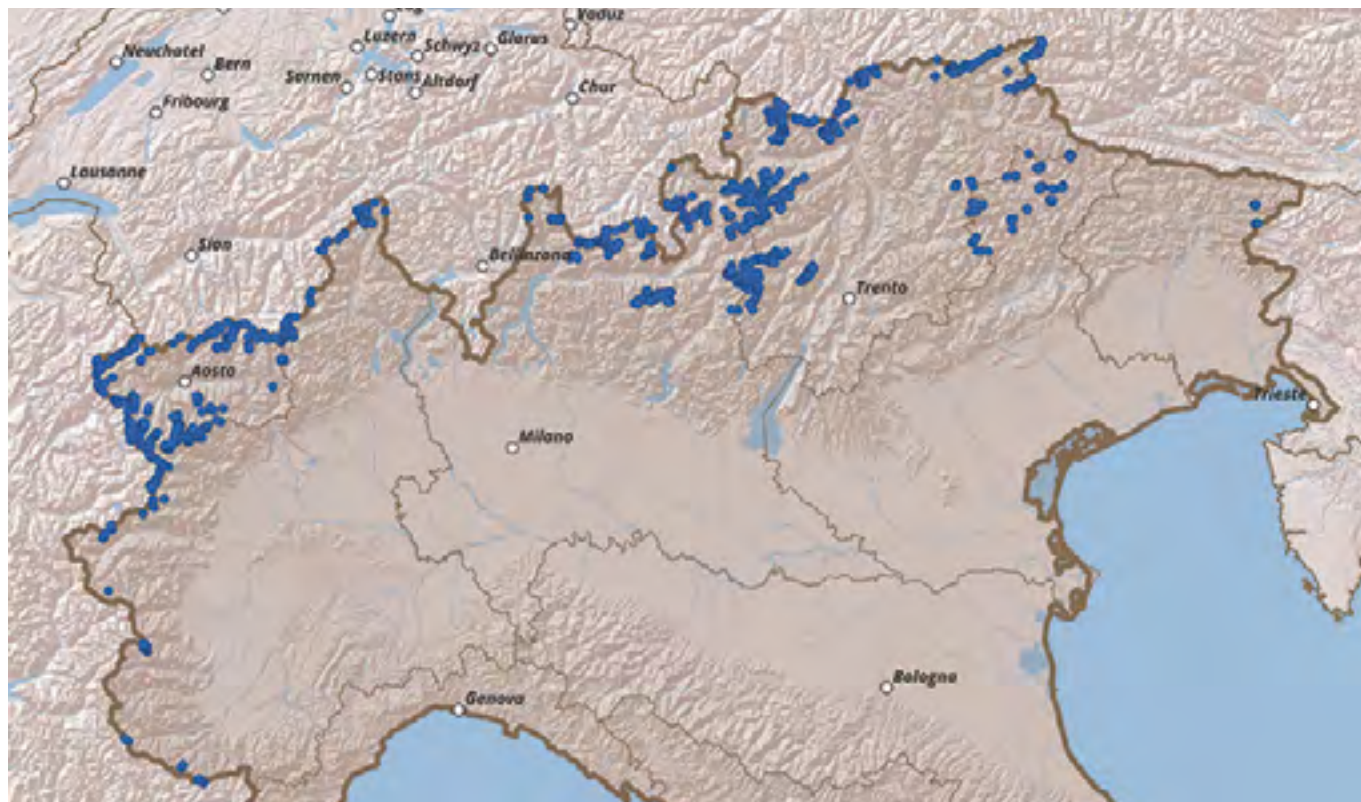 Vaduz
Luzern
Schwyz
Glarus
Neuchatel
Bern
Sarnen
Stans
Altdorf
Chur
Fribourg
Lausanne
Sion
Bellinzona
Trento
Aosta
Trieste
Milano
Bologna
Genova